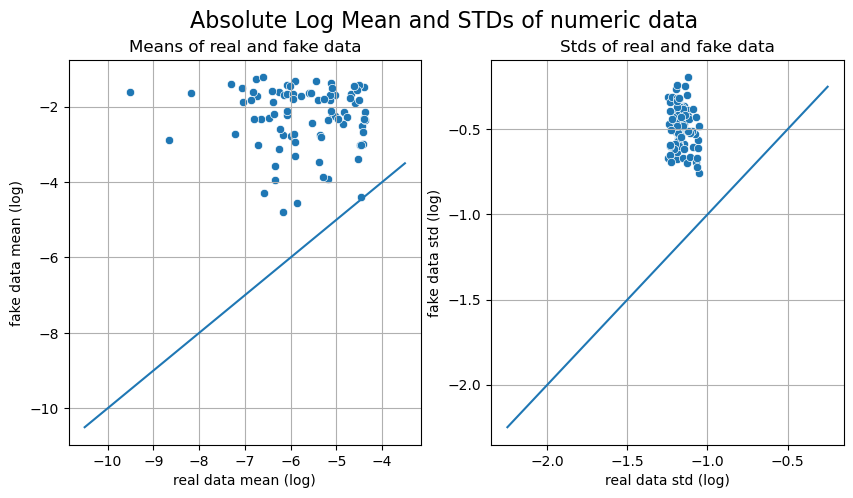 Absolute Log Mean and STDs of numeric data
Means of real and fake data
Stds of real and fake data
fake data mean (log)
−2
−4
−6
−8
−10
−10
−9
−8
−7
−6
−5
−4
real data mean (log)
fake data std (log)
−0.5
−1.0
−1.5
−2.0
−2.0
−1.5
−1.0
−0.5
real data std (log)